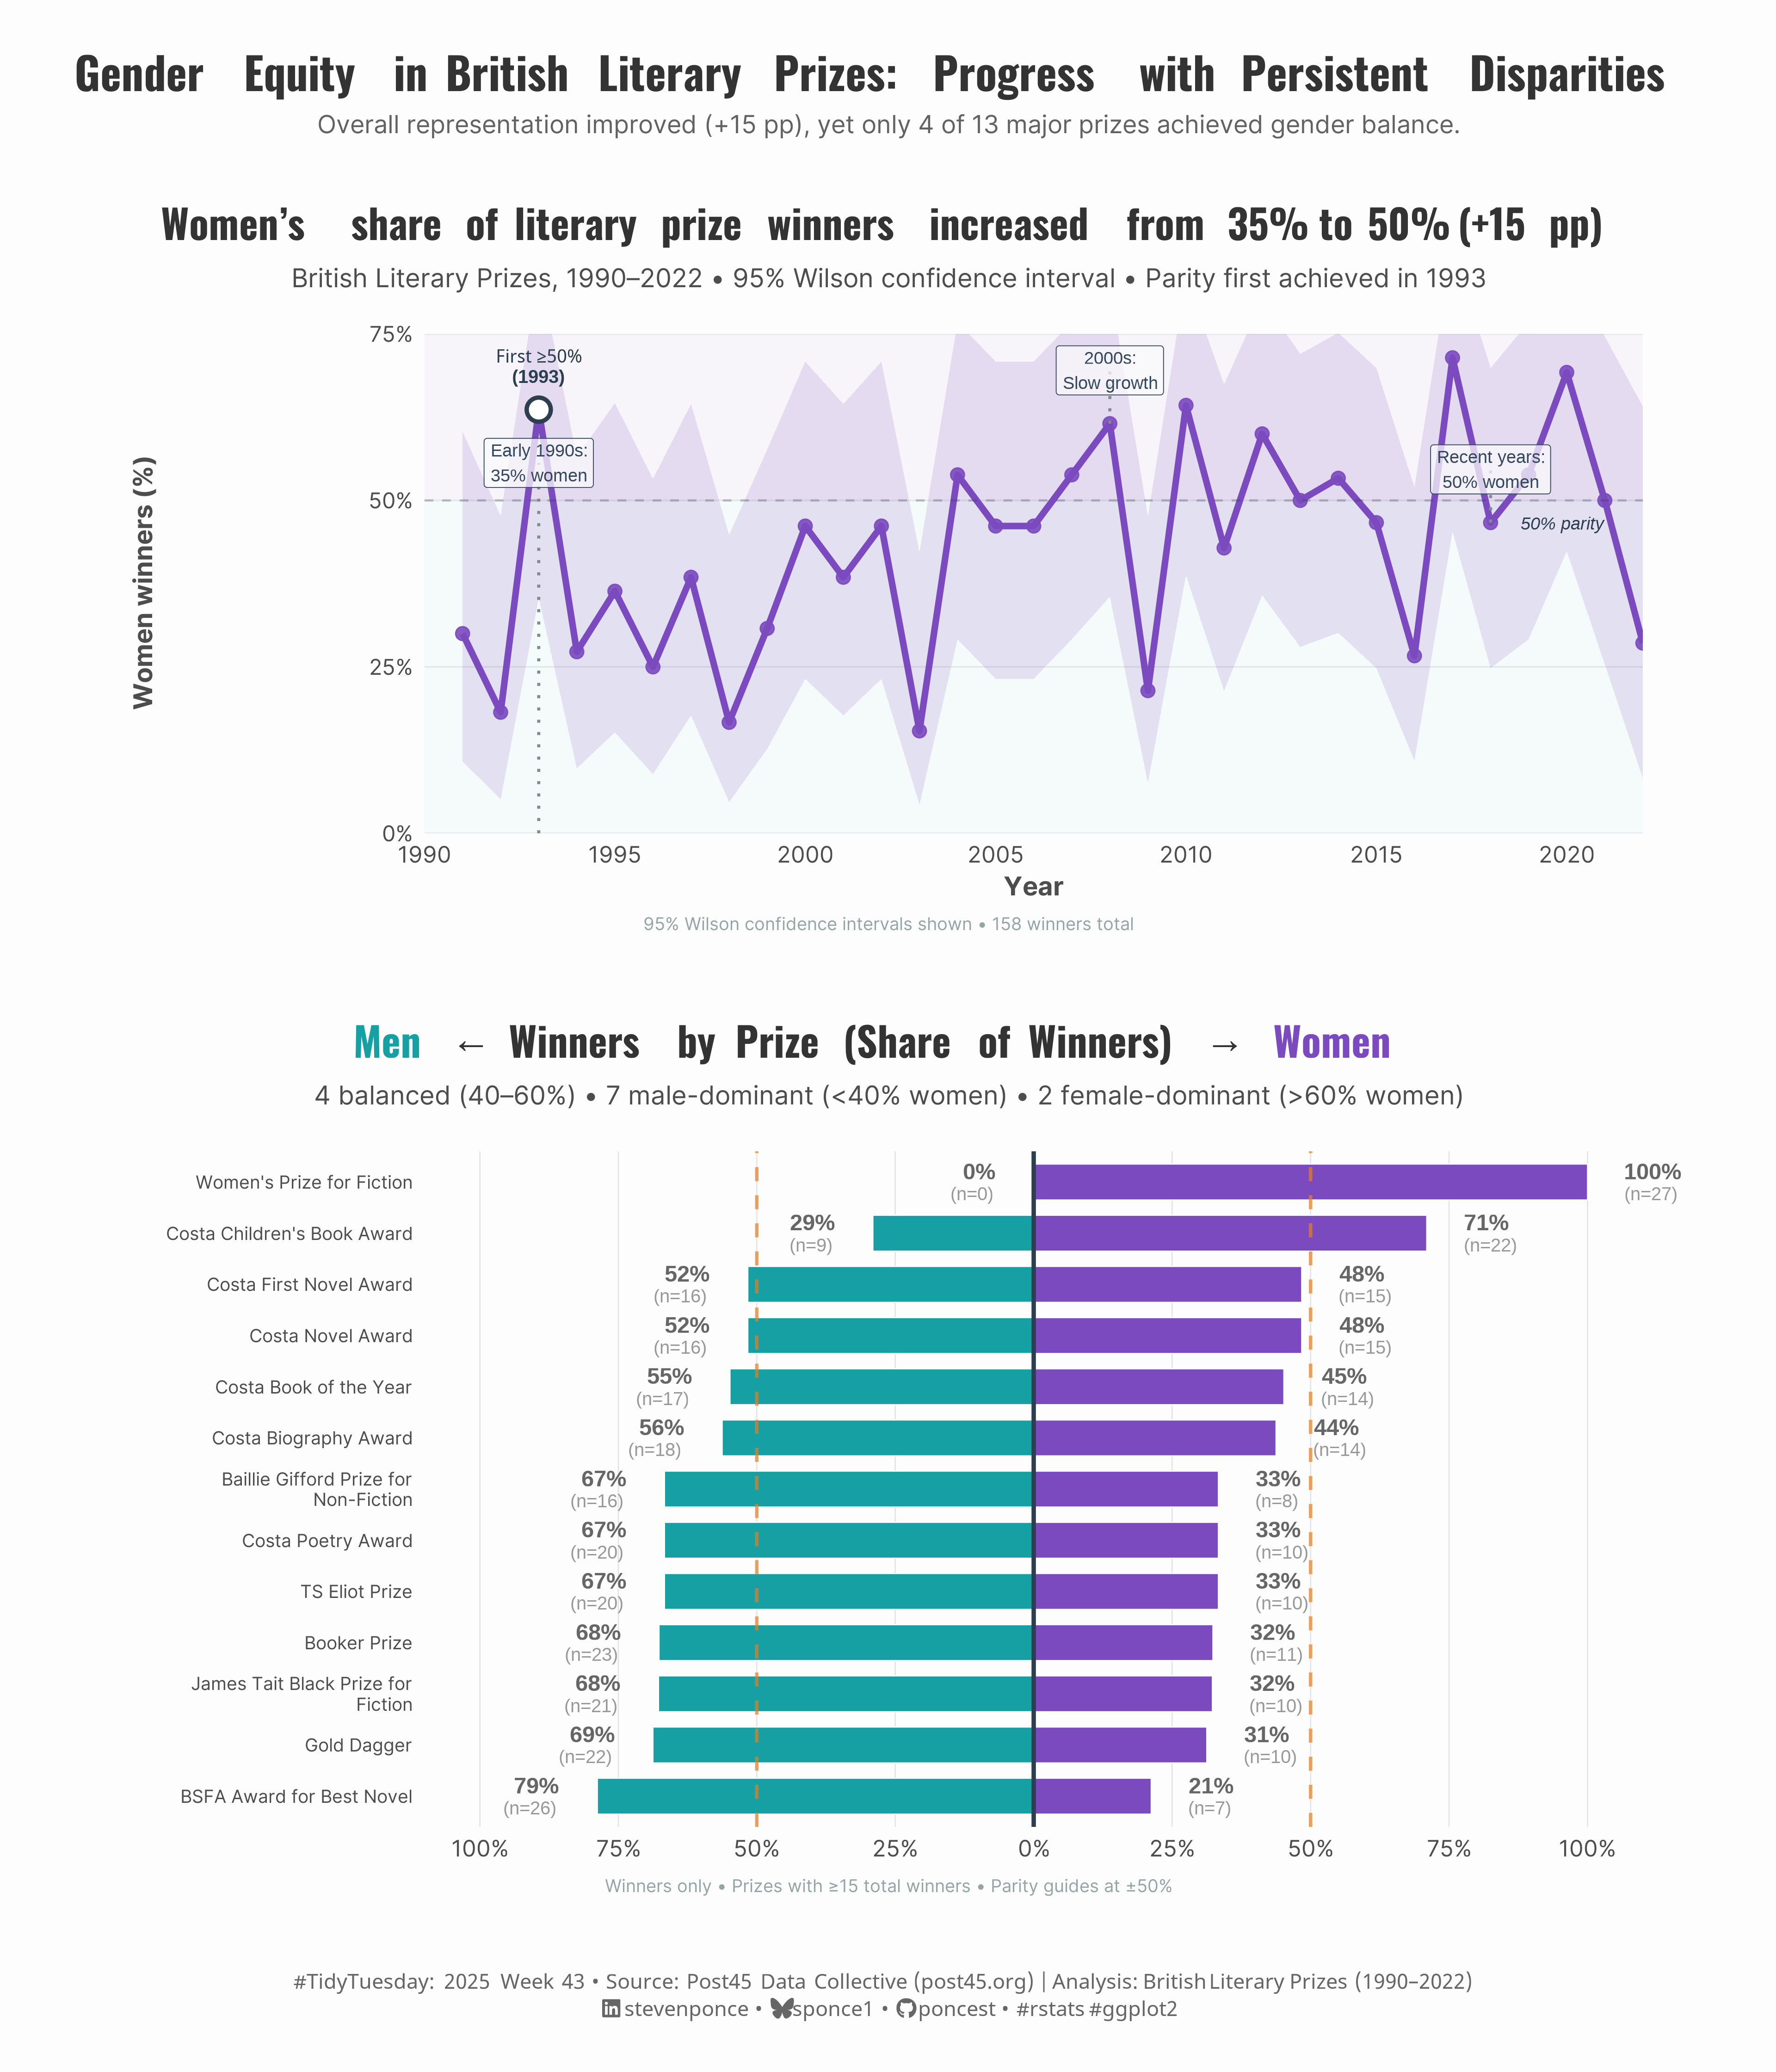 Gender Equity in British Literary Prizes: Progress with Persistent Disparities
Overall representation improved (+15 pp), yet only 4 of 13 major prizes achieved gender balance.
Women’s share of literary prize winners increased from 35% to 50% (+15 pp)
British Literary Prizes, 1990–2022 • 95% Wilson confidence interval • Parity first achieved in 1993
Women winners (%)
75%
50%
25%
0%
First ≥50%
(1993)
Early 1990s:
35% women
2000s:
Slow growth
Recent years:
50% women
50% parity
1990 1995 2000 2005 2010 2015 2020
Year
95% Wilson confidence intervals shown • 158 winners total
Men ← Winners by Prize (Share of Winners) → Women
4 balanced (40–60%) • 7 male-dominant (<40% women) • 2 female-dominant (>60% women)
Women's Prize for Fiction 0% 100%
(n=0) (n=27)
Costa Children's Book Award 29% 71%
(n=9) (n=22)
Costa First Novel Award 52% 48%
(n=16) (n=15)
Costa Novel Award 52% 48%
(n=16) (n=15)
Costa Book of the Year 55% 45%
(n=17) (n=14)
Costa Biography Award 56% 44%
(n=18) (n=14)
Baillie Gifford Prize for 67% 33%
Non-Fiction (n=16) (n=8)
Costa Poetry Award 67% 33%
(n=20) (n=10)
TS Eliot Prize 67% 33%
(n=20) (n=10)
Booker Prize 68% 32%
(n=23) (n=11)
James Tait Black Prize for 68% 32%
Fiction (n=21) (n=10)
Gold Dagger 69% 31%
(n=22) (n=10)
BSFA Award for Best Novel 79% 21%
(n=26) (n=7)
100% 75% 50% 25% 0% 25% 50% 75% 100%
Winners only • Prizes with ≥15 total winners • Parity guides at ±50%
#TidyTuesday: 2025 Week 43 • Source: Post45 Data Collective (post45.org) | Analysis: British Literary Prizes (1990–2022)
stevenponce • sponce1 • poncest • #rstats #ggplot2